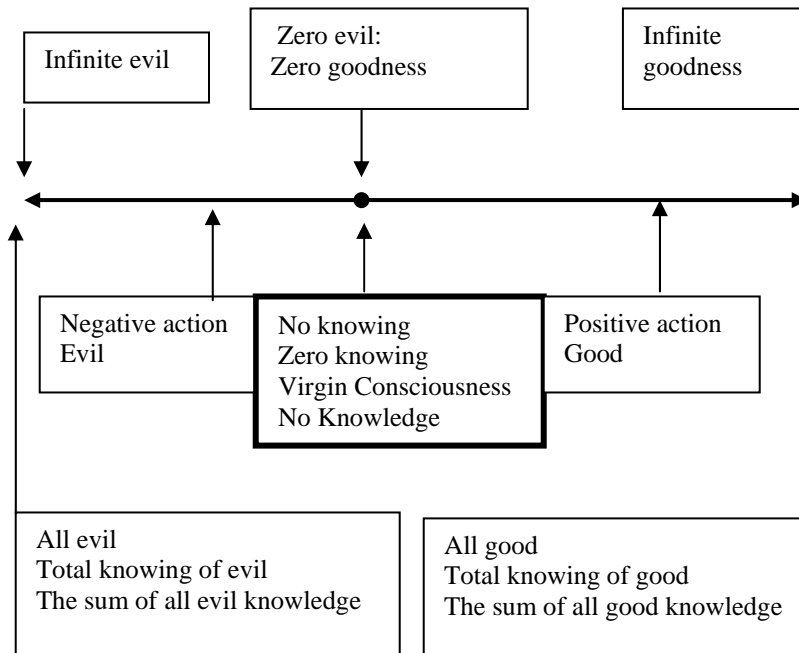 Infinite evil
Zero evil:
Zero goodness
Infinite
goodness
Negative action
Evil
No knowing
Zero knowing
Virgin Consciousness
No Knowledge
Positive action
Good
All evil
Total knowing of evil
The sum of all evil knowledge
All good
Total knowing of good
The sum of all good knowledge